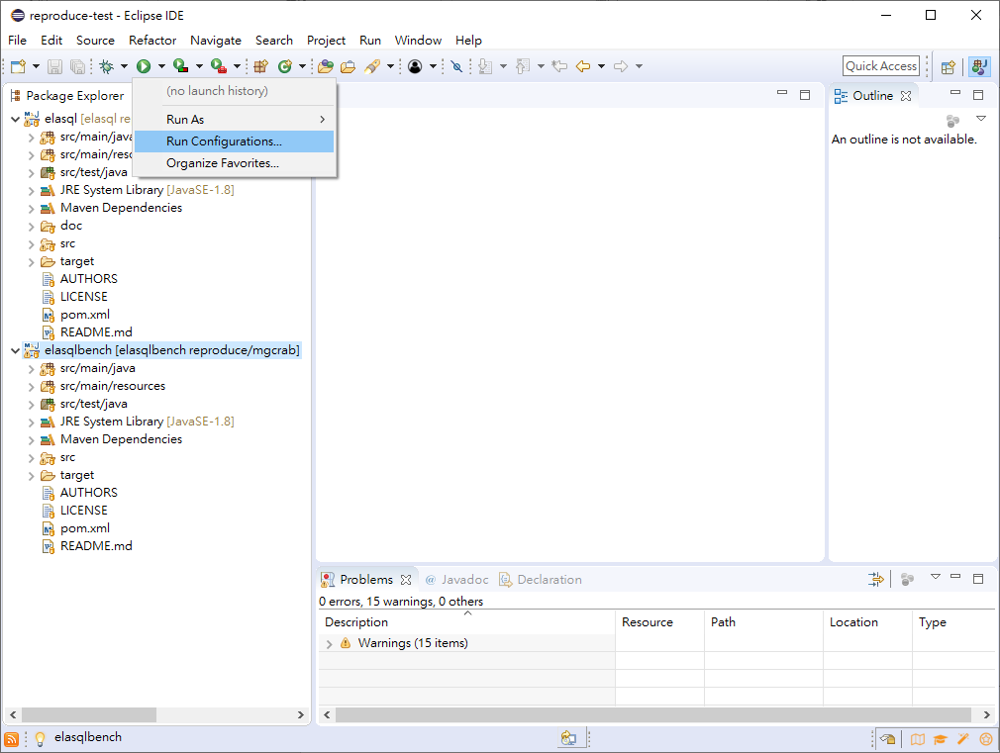 reproduce-test - Eclipse IDE
File Edit Source Refactor Navigate Search Project Run Window Help
Quick Access
Package Explorer
(no launch history)
Run As
Run Configurations...
Organize Favorites...
elasql [elasql re
src/main/java
src/main/reso
src/test/java
JRE System Library [JavaSE-1.8]
Maven Dependencies
doc
src
target
AUTHORS
LICENSE
pom.xml
README.md
elasqlbench [elasqlbench reproduce/mgcrab]
src/main/java
src/main/resources
src/test/java
JRE System Library [JavaSE-1.8]
Maven Dependencies
src
target
AUTHORS
LICENSE
pom.xml
README.md
Outline
An outline is not available.
Problems @ Javadoc Declaration
0 errors, 15 warnings, 0 others
Description Resource Path Location Type
Warnings (15 items)
elasqlbench